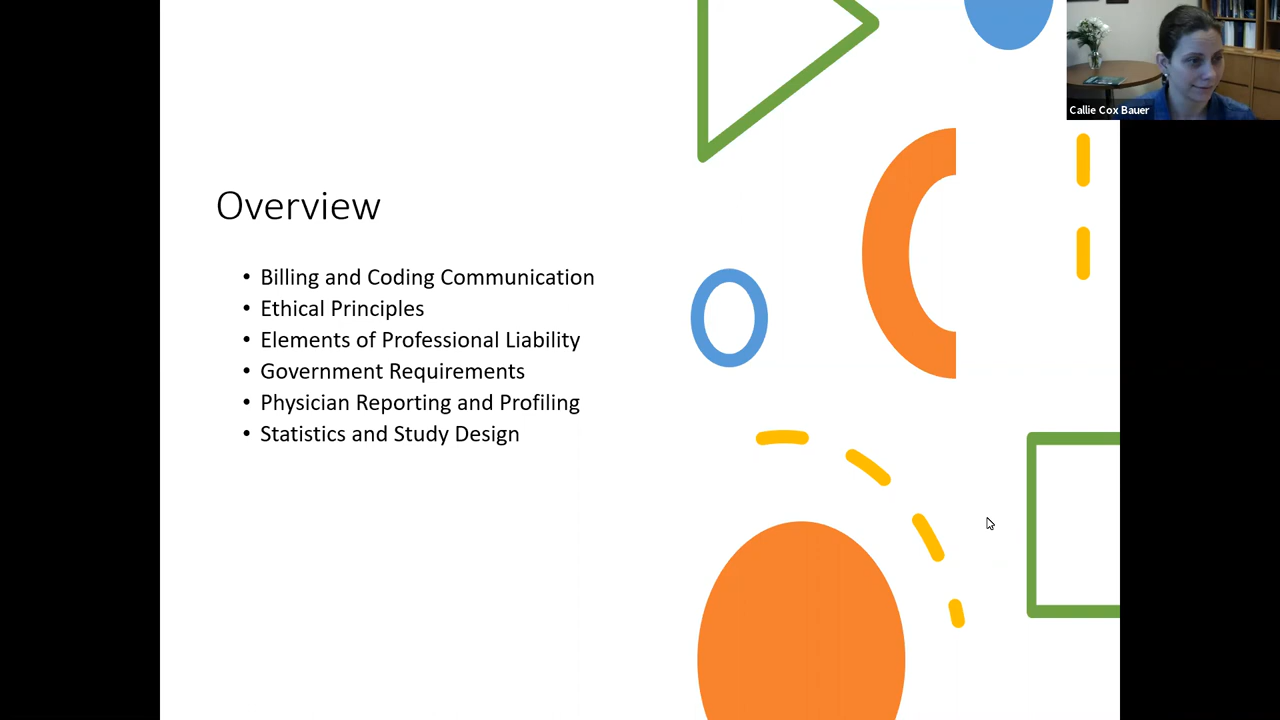 Callie Cox Bauer
Overview
• Billing and Coding Communication
• Ethical Principles
• Elements of Professional Liability
• Government Requirements
• Physician Reporting and Profiling
• Statistics and Study Design